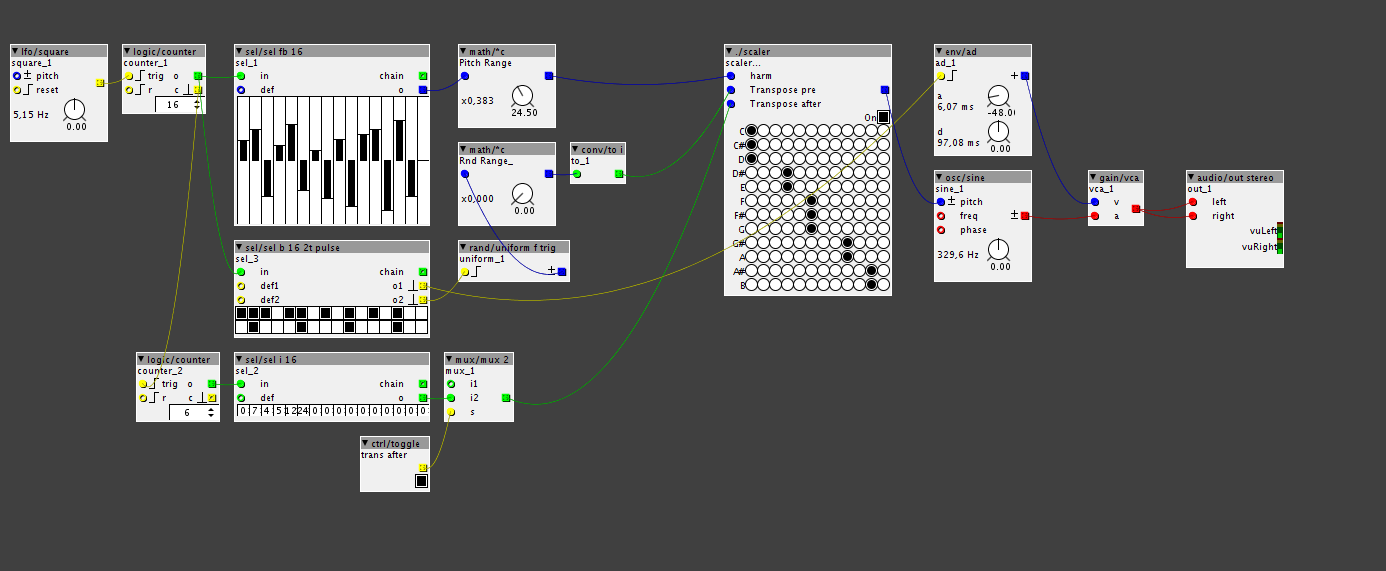 lfo/square
square_1
pitch
reset
5,15 Hz
0.00
logic/counter
counter_1
trig o
r c
16
sel/sel fb 16
sel_1
in chain
def o
math/*c
Pitch Range
x0,383
24.50
math/*c
Rnd Range_
x0,000
0.00
conv/to i
to_1
./scaler
scaler...
harm
Transpose pre
Transpose after
On
C
C#
D
D#
E
F
F#
G
G#
A
A#
B
env/ad
ad_1
a
6,07 ms
-48.0
d
97,08 ms
0.00
osc/sine
sine_1
pitch
freq
phase
329,6 Hz
0.00
gain/vca
vca_1
v
a
audio/out stereo
out_1
left
right
vuLeft
vuRight
sel/sel b 16 2t pulse
sel_3
in chain
def1 o1
def2 o2
rand/uniform f trig
uniform_1
logic/counter
counter_2
trig o
r c
6
sel/sel i 16
sel_2
in chain
def o
0 7 4 5 12 24 0 0 0 0 0 0 0 0 0 0
mux/mux 2
mux_1
i1
i2
s
ctrl/toggle
trans after